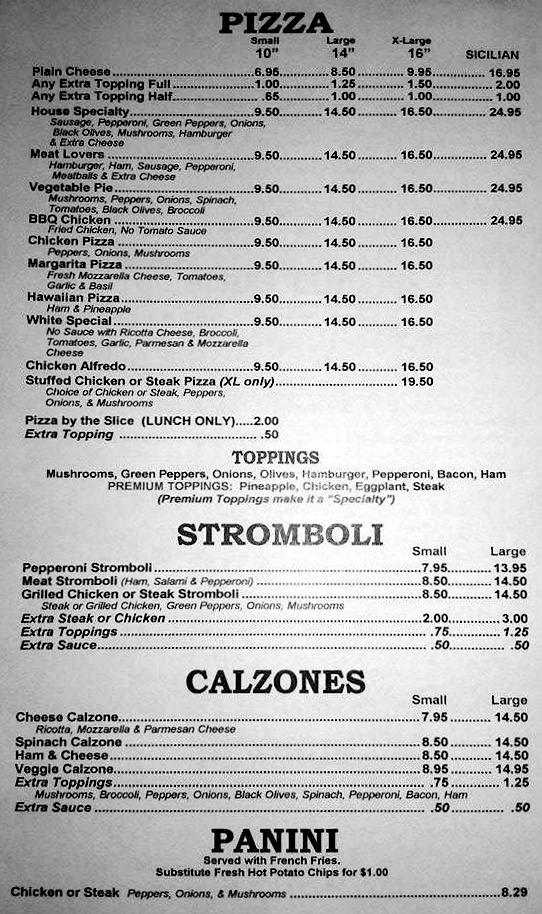 PIZZA
Small Large X-Large
10" 14" 16" SICILIAN
Plain Cheese 6.95 8.50 9.95 16.95
Any Extra Topping Full 1.00 1.25 1.50 2.00
Any Extra Topping Half .65 1.00 1.00 1.00
House Specialty 9.50 14.50 16.50 24.95
Sausage, Pepperoni, Green Peppers, Onions,
Black Olives, Mushrooms, Hamburger
& Extra Cheese
Meat Lovers 9.50 14.50 16.50 24.95
Hamburger, Ham, Sausage, Pepperoni,
Meatballs & Extra Cheese
Vegetable Pie 9.50 14.50 16.50 24.95
Mushrooms, Peppers, Onions, Spinach,
Tomatoes, Black Olives, Broccoli
BBQ Chicken 9.50 14.50 16.50 24.95
Fried Chicken, No Tomato Sauce
Chicken Pizza 9.50 14.50 16.50
Peppers, Onions, Mushrooms
Margarita Pizza 9.50 14.50 16.50
Fresh Mozzarella Cheese, Tomatoes,
Garlic & Basil
Hawaiian Pizza 9.50 14.50 16.50
Ham & Pineapple
White Special 9.50 14.50 16.50
No Sauce with Ricotta Cheese, Broccoli,
Tomatoes, Garlic, Parmesan & Mozzarella
Cheese
Chicken Alfredo 9.50 14.50 16.50
Stuffed Chicken or Steak Pizza (XL only) 19.50
Choice of Chicken or Steak, Peppers,
Onions, & Mushrooms
Pizza by the Slice (LUNCH ONLY) 2.00
Extra Topping .50
TOPPINGS
Mushrooms, Green Peppers, Onions, Olives, Hamburger, Pepperoni, Bacon, Ham
PREMIUM TOPPINGS: Pineapple, Chicken, Eggplant, Steak
(Premium Toppings make it a "Specialty")
STROMBOLI
Small Large
Pepperoni Stromboli 7.95 13.95
Meat Stromboli (Ham, Salami & Pepperoni) 8.50 14.50
Grilled Chicken or Steak Stromboli 8.50 14.50
Steak or Grilled Chicken, Green Peppers, Onions, Mushrooms
Extra Steak or Chicken 2.00 3.00
Extra Toppings .75 1.25
Extra Sauce .50 .50
CALZONES
Small Large
Cheese Calzone 7.95 14.50
Ricotta, Mozzarella & Parmesan Cheese
Spinach Calzone 8.50 14.50
Ham & Cheese 8.50 14.50
Veggie Calzone 8.95 14.95
Extra Toppings .75 1.25
Mushrooms, Broccoli, Peppers, Onions, Black Olives, Spinach, Pepperoni, Bacon, Ham
Extra Sauce .50 .50
PANINI
Served with French Fries.
Substitute Fresh Hot Potato Chips for $1.00
Chicken or Steak Peppers, Onions, & Mushrooms 8.29